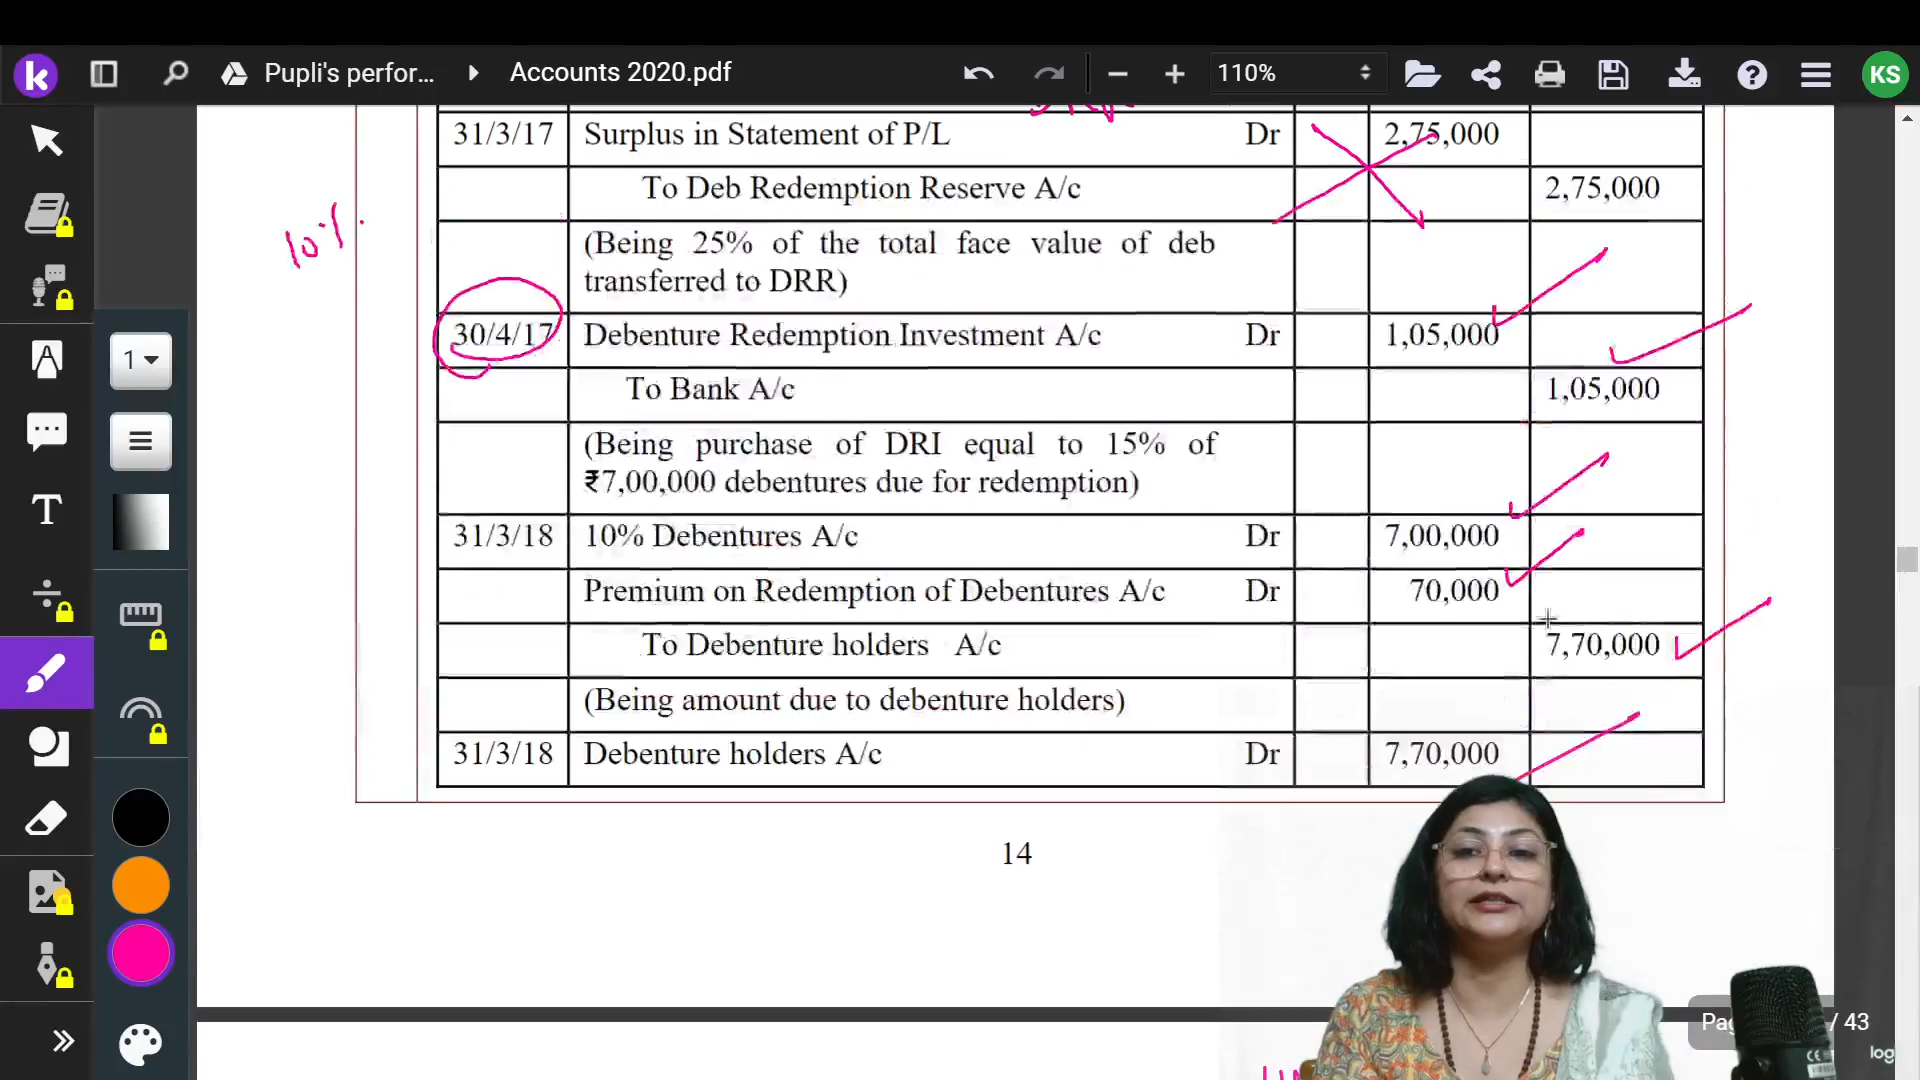 k
Pupli's perfor... Accounts 2020.pdf 110% KS
31/3/17 Surplus in Statement of P/L Dr 2,75,000
To Deb Redemption Reserve A/c 2,75,000
10%
(Being 25% of the total face value of deb
transferred to DRR)
30/4/17 Debenture Redemption Investment A/c Dr 1,05,000
1
To Bank A/c 1,05,000
(Being purchase of DRI equal to 15% of
₹7,00,000 debentures due for redemption)
T
31/3/18 10% Debentures A/c Dr 7,00,000
Premium on Redemption of Debentures A/c Dr 70,000
To Debenture holders A/c 7,70,000
(Being amount due to debenture holders)
31/3/18 Debenture holders A/c Dr 7,70,000
14
/ 43
CE